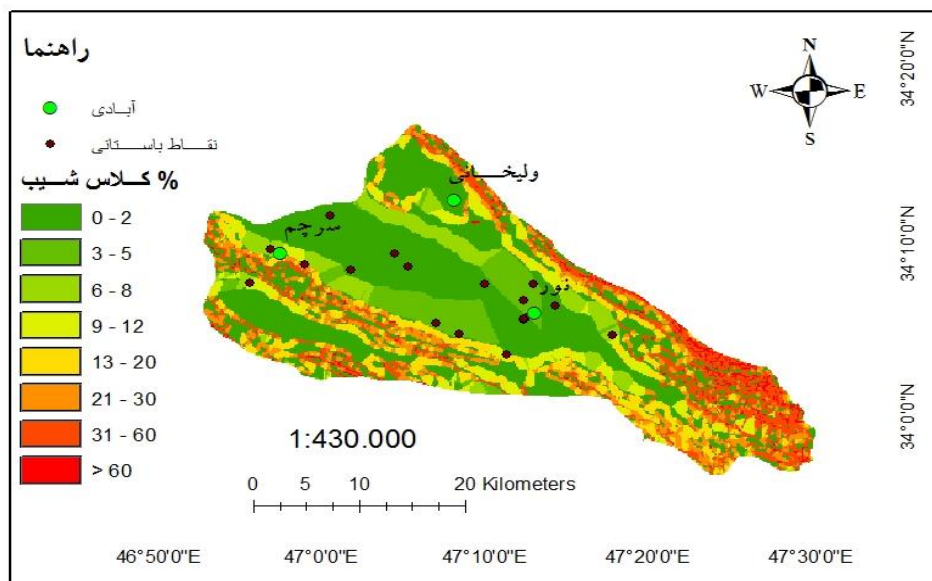 راهنما
آبادی
نقاط باستانی
کلاس شیب %
0 - 2
3 - 5
6 - 8
9 - 12
13 - 20
21 - 30
31 - 60
> 60
ولیخانی
سرچم
نور
N
W
E
S
1:430.000
0 5 10 20 Kilometers
34°20'0"N
34°10'0"N
34°0'0"N
46°50'0"E 47°0'0"E 47°10'0"E 47°20'0"E 47°30'0"E